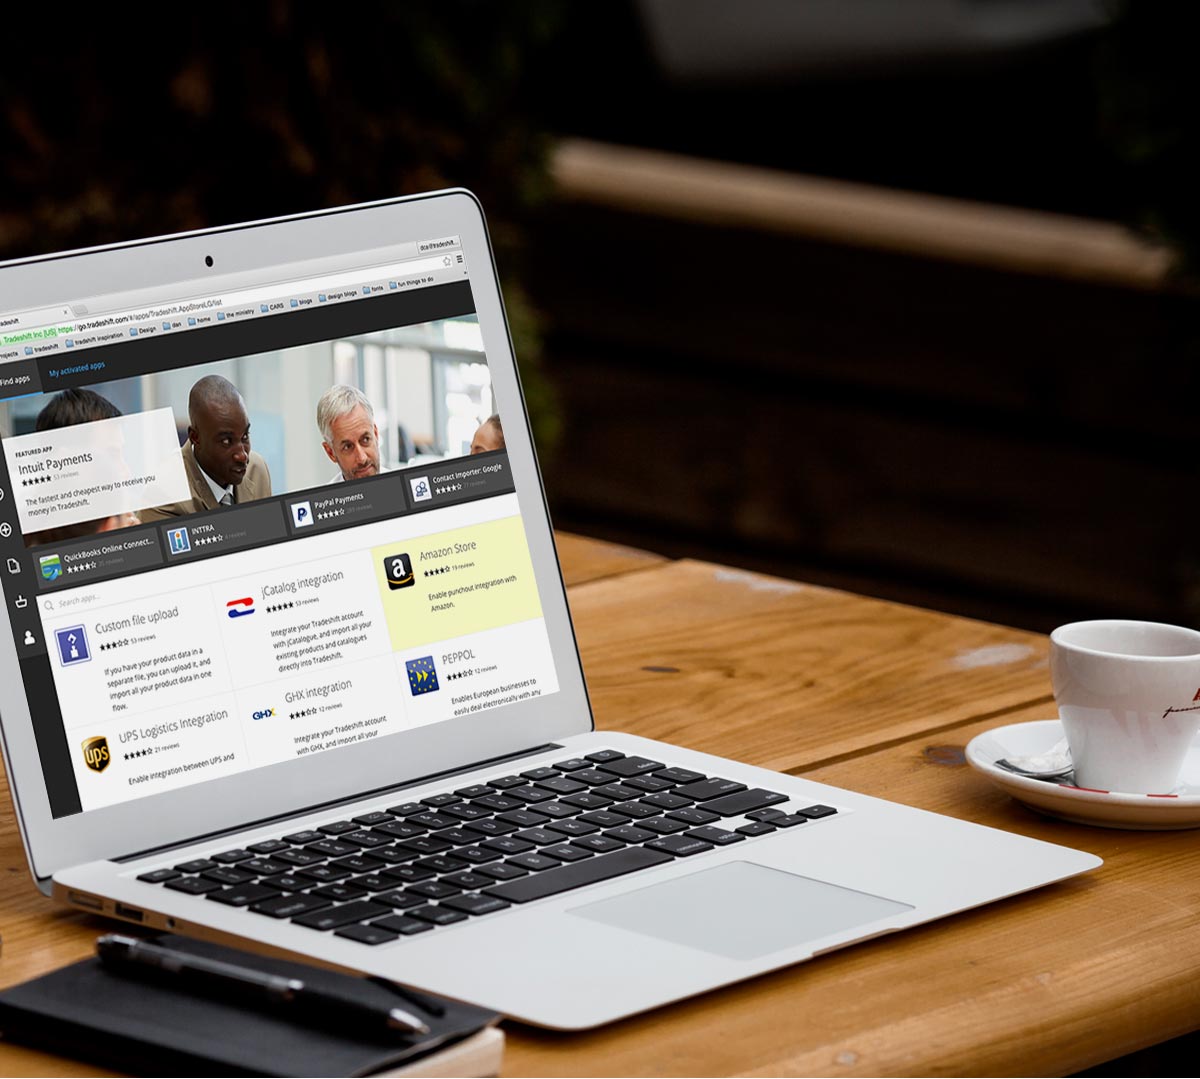 adeshift
dca@tradeshift...
Tradeshift Inc [US] https://go.tradeshift.com/#/apps/Tradeshift.AppStoreLG/list
rojects tradeshift tradeshift inspiration Design dan home the ministry CARS blogs design blogs fonts fun things to do
Find apps My activated apps
FEATURED APP
Intuit Payments
53 reviews
The fastest and cheapest way to receive you
money in Tradeshift.
QuickBooks Online Connect...
35 reviews
INTTRA
4 reviews
PayPal Payments
Contact Importer: Google
77 reviews
Search apps...
Custom file upload
53 reviews
If you have your product data in a
separate file, you can upload it, and
import all your product data in one
flow.
jCatalog integration
53 reviews
Integrate your Tradeshift account
with jCatalogue, and import all your
existing products and catalogues
directly into Tradeshift.
a
Amazon Store
19 reviews
Enable punchout integration with
Amazon.
ups
UPS Logistics Integration
21 reviews
Enable integration between UPS and
GHX
GHX integration
12 reviews
Integrate your Tradeshift account
with GHX, and import all your
PEPPOL
12 reviews
Enables European businesses to
easily deal electronically with any